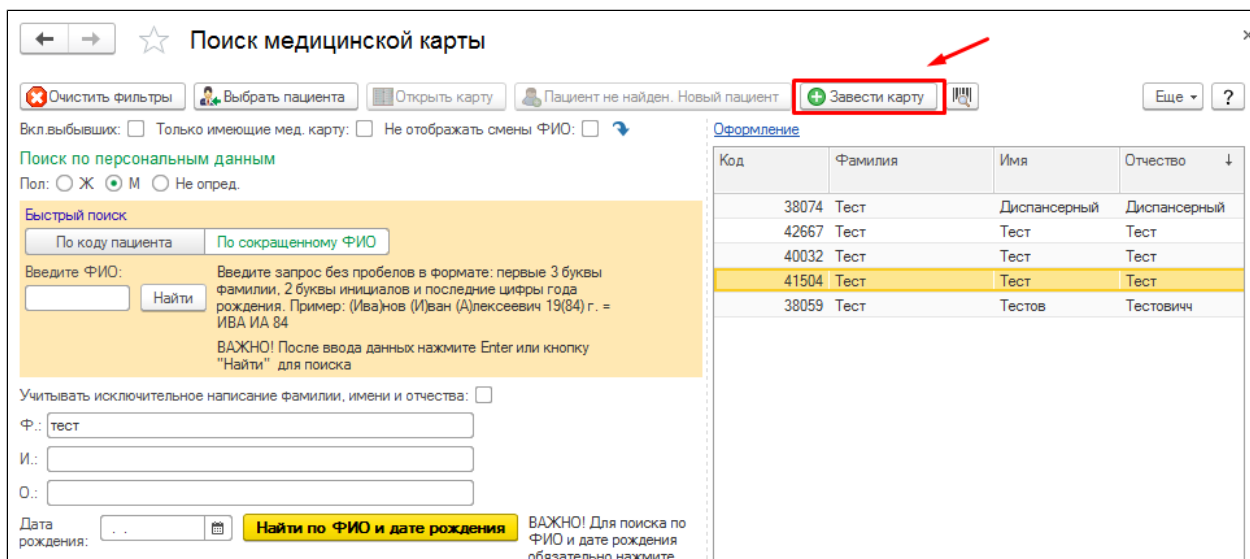 Поиск медицинской карты
Очистить фильтры Выбрать пациента Открыть карту Пациент не найден. Новый пациент Завести карту Еще ?
Вкл.выбывших: Только имеющие мед. карту: Не отображать смены ФИО:
Оформление
Поиск по персональным данным
Пол: Ж М Не опред.
Быстрый поиск
По коду пациента По сокращенному ФИО
Введите ФИО:
Найти
Введите запрос без пробелов в формате: первые 3 буквы
фамилии, 2 буквы инициалов и последние цифры года
рождения. Пример: (Ива)нов (И)ван (А)лексеевич 19(84) г. =
ИВА ИА 84
ВАЖНО! После ввода данных нажмите Enter или кнопку
"Найти" для поиска
Учитывать исключительное написание фамилии, имени и отчества:
Ф.: тест
И.:
О.:
Дата
рождения:
. .
Найти по ФИО и дате рождения
ВАЖНО! Для поиска по
ФИО и дате рождения
обязательно нажмите
Код Фамилия Имя Отчество ↓
38074 Тест Диспансерный Диспансерный
42667 Тест Тест Тест
40032 Тест Тест Тест
41504 Тест Тест Тест
38059 Тест Тестов Тестовичч